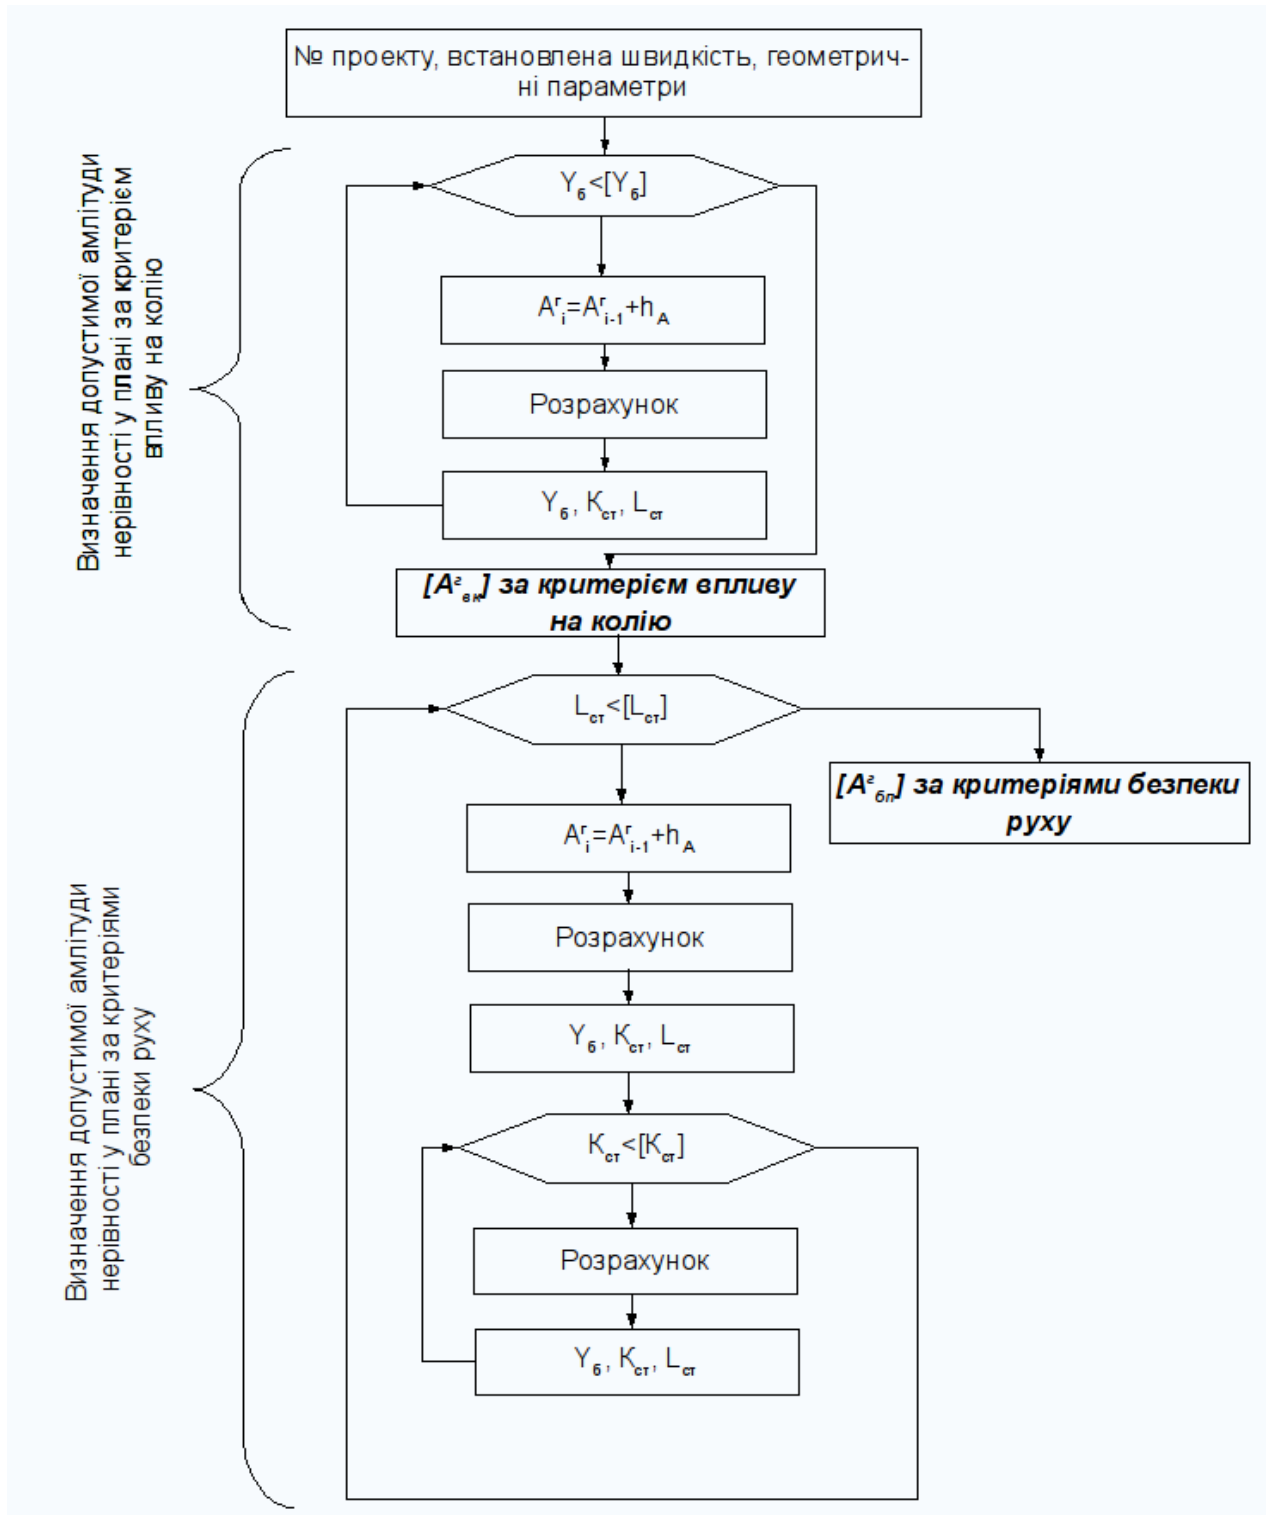 № проекту, встановлена швидкість, геометрич-
ні параметри
Визначення допустимої амлітуди
нерівності у плані за критерієм
впливу на колію
Yб<[Yб]
Aгi=Aгi-1+hA
Розрахунок
Yб, Kст, Lст
[Aгвк] за критерієм впливу
на колію
Визначення допустимої амлітуди
нерівності у плані за критеріями
безпеки руху
Lст<[Lст]
[Aгбп] за критеріями безпеки
руху
Aгi=Aгi-1+hA
Розрахунок
Yб, Kст, Lст
Kст<[Kст]
Розрахунок
Yб, Kст, Lст